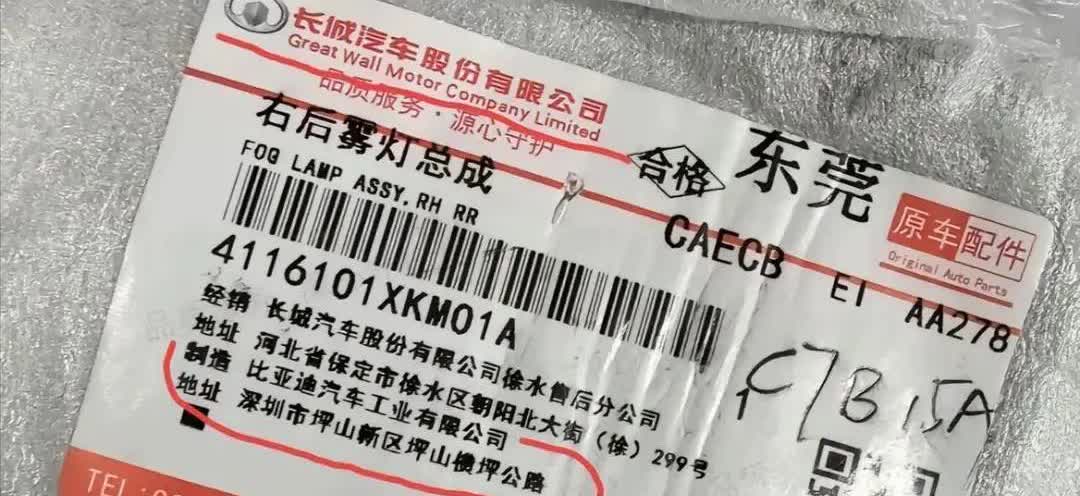 长城汽车股份有限公司
Great Wall Motor Company Limited
品质服务·源心守护
右后雾灯总成
FOG LAMP ASSY,RH RR
合格
东莞
原车配件
Original Auto Parts
CAECB EI AA278
4116101XKM01A
经销 长城汽车股份有限公司徐水售后分公司
地址 河北省保定市徐水区朝阳北大街(徐)299号
制造 比亚迪汽车工业有限公司
地址 深圳市坪山新区坪山横坪公路
B 15A
TEL: